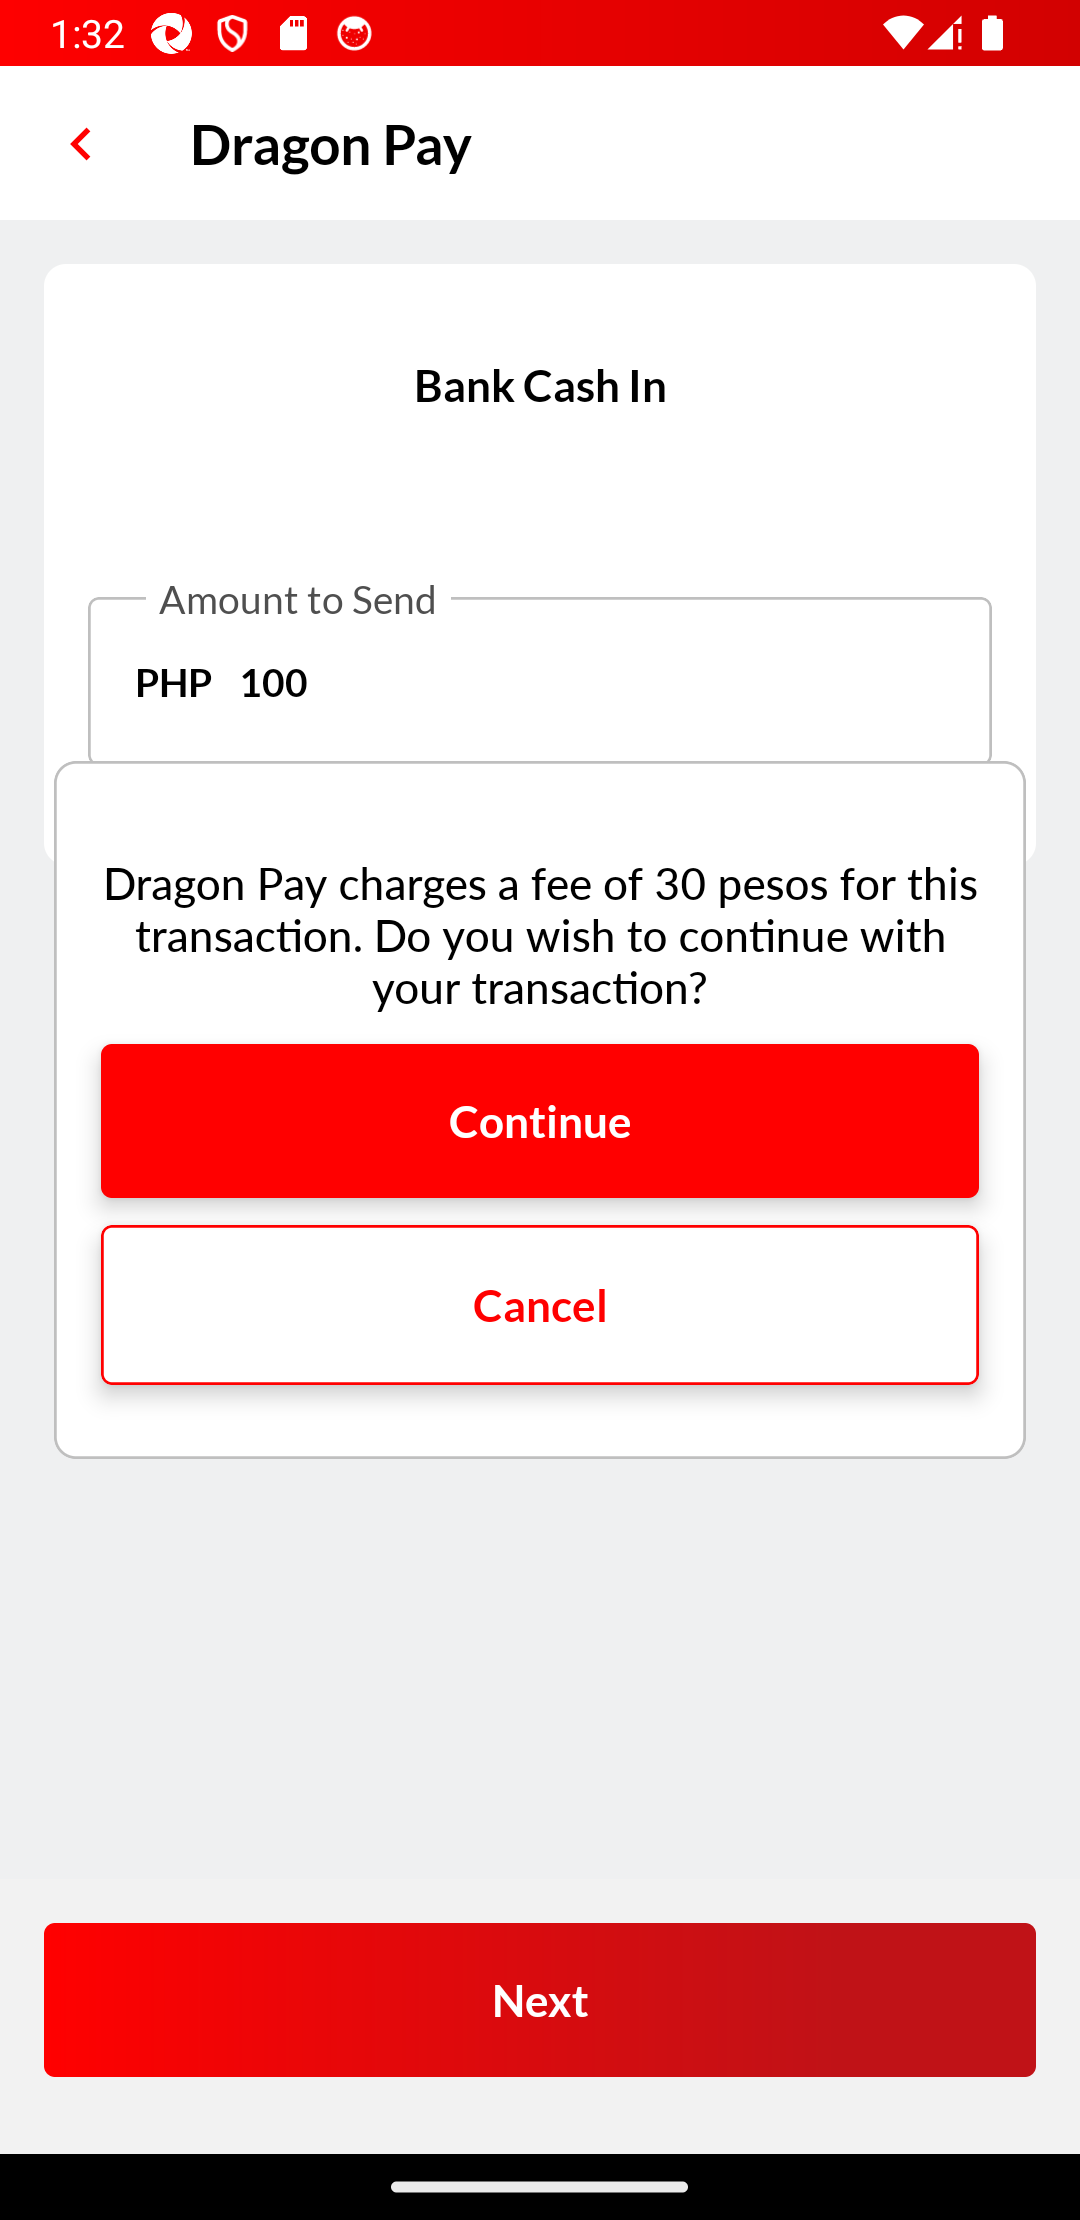 1:32
Dragon Pay
Bank Cash In
Amount to Send
PHP 100
Dragon Pay charges a fee of 30 pesos for this
transaction. Do you wish to continue with
your transaction?
Continue
Cancel
Next